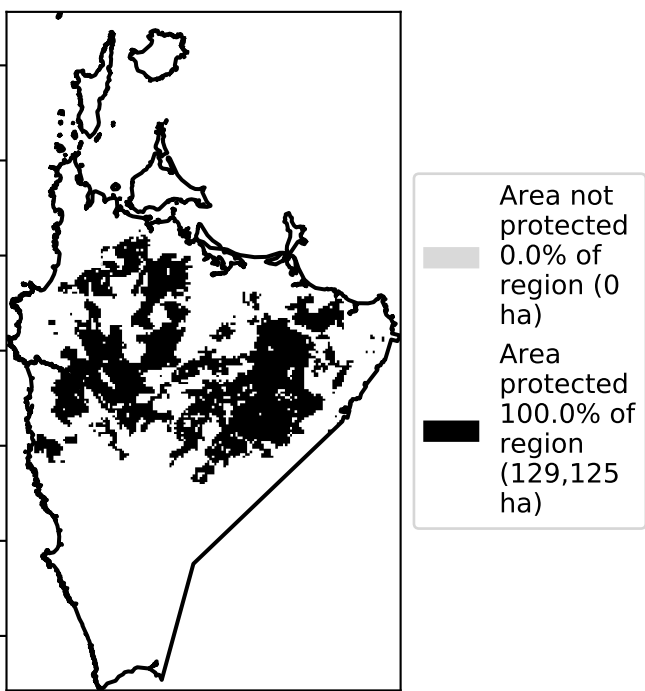 Area not
protected
0.0% of
region (0
ha)
Area
protected
100.0% of
region
(129,125
ha)